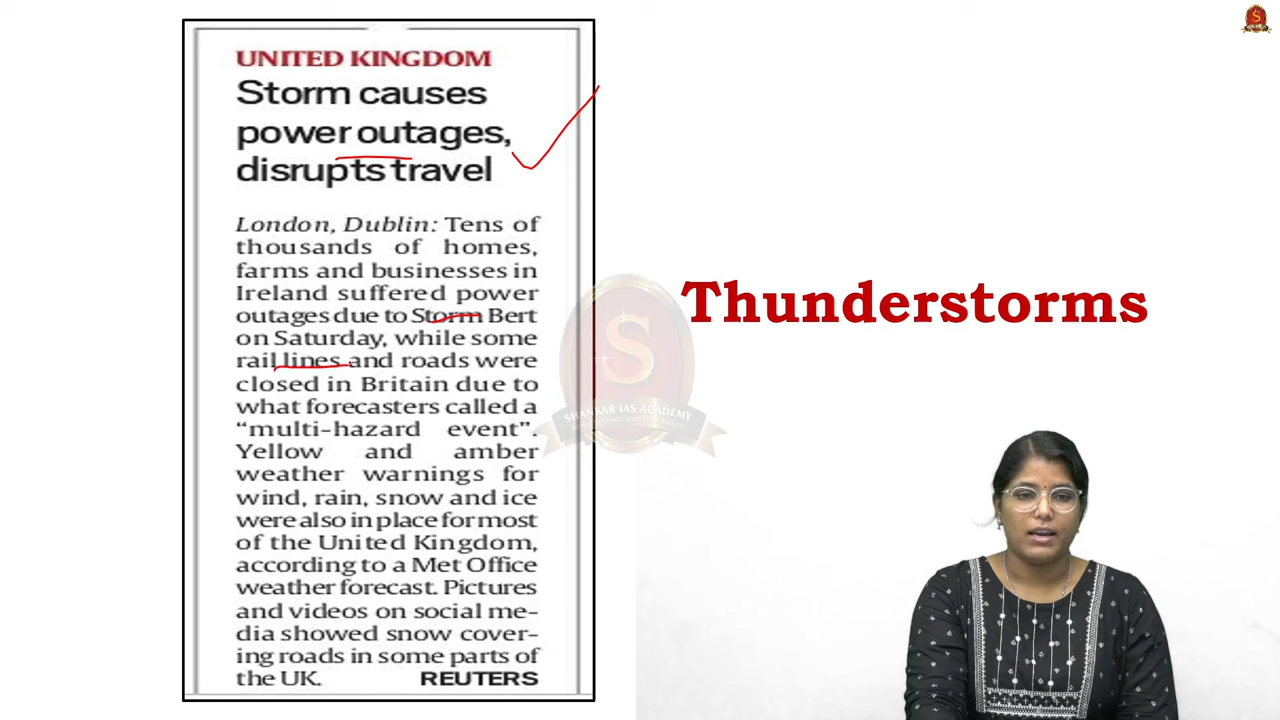 UNITED KINGDOM
Storm causes
power outages,
disrupts travel
London, Dublin: Tens of
thousands of homes,
farms and businesses in
Ireland suffered power
outages due to Storm Bert
on Saturday, while some
rail lines and roads were
closed in Britain due to
what forecasters called a
“multi-hazard event”.
Yellow and amber
weather warnings for
wind, rain, snow and ice
were also in place for most
of the United Kingdom,
according to a Met Office
weather forecast. Pictures
and videos on social me-
dia showed snow cover-
ing roads in some parts of
the UK. REUTERS
Thunderstorms
S
SHANKAR IAS ACADEMY